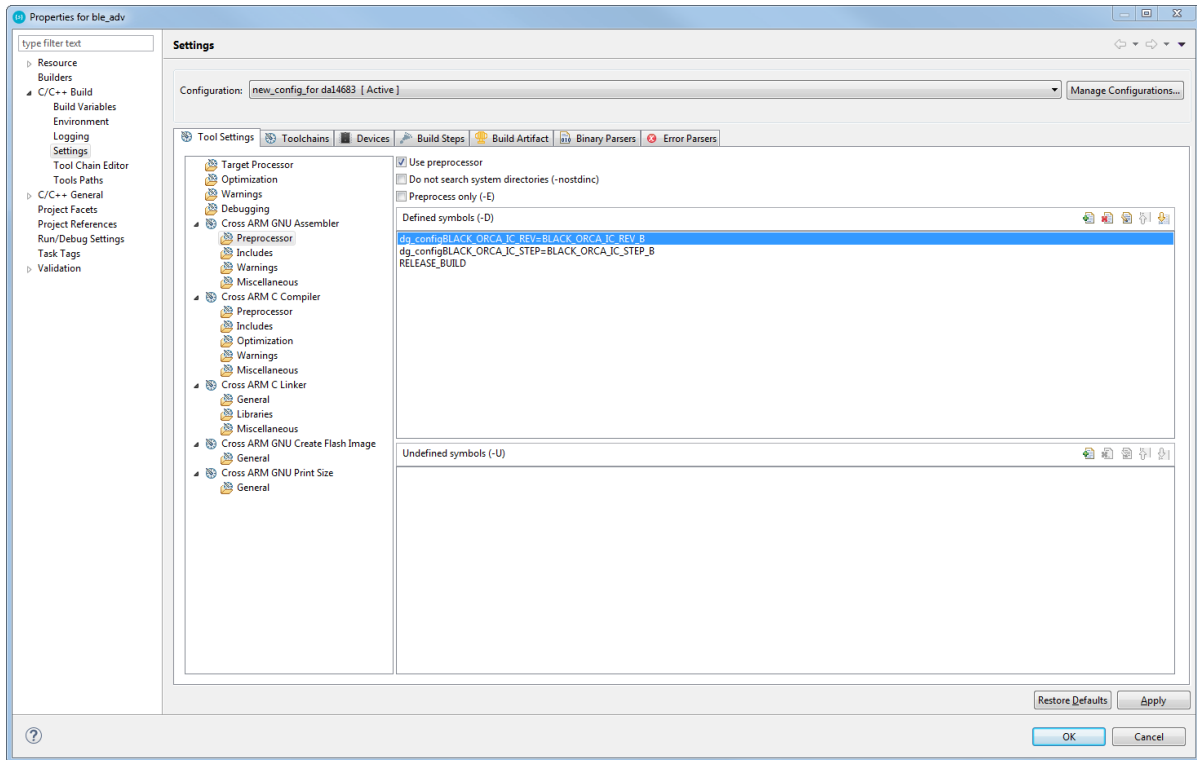 Properties for ble_adv
type filter text
Settings
Resource
Builders
C/C++ Build
Build Variables
Environment
Logging
Settings
Tool Chain Editor
Tools Paths
C/C++ General
Project Facets
Project References
Run/Debug Settings
Task Tags
Validation
Configuration:
new_config_for da14683 [ Active ]
Manage Configurations...
Tool Settings
Toolchains
Devices
Build Steps
Build Artifact
Binary Parsers
Error Parsers
Target Processor
Optimization
Warnings
Debugging
Cross ARM GNU Assembler
Preprocessor
Includes
Warnings
Miscellaneous
Cross ARM C Compiler
Preprocessor
Includes
Optimization
Warnings
Miscellaneous
Cross ARM C Linker
General
Libraries
Miscellaneous
Cross ARM GNU Create Flash Image
General
Cross ARM GNU Print Size
General
Use preprocessor
Do not search system directories (-nostdinc)
Preprocess only (-E)
Defined symbols (-D)
dg_configBLACK_ORCA_IC_REV=BLACK_ORCA_IC_REV_B
dg_configBLACK_ORCA_IC_STEP=BLACK_ORCA_IC_STEP_B
RELEASE_BUILD
Undefined symbols (-U)
Restore Defaults
Apply
OK
Cancel